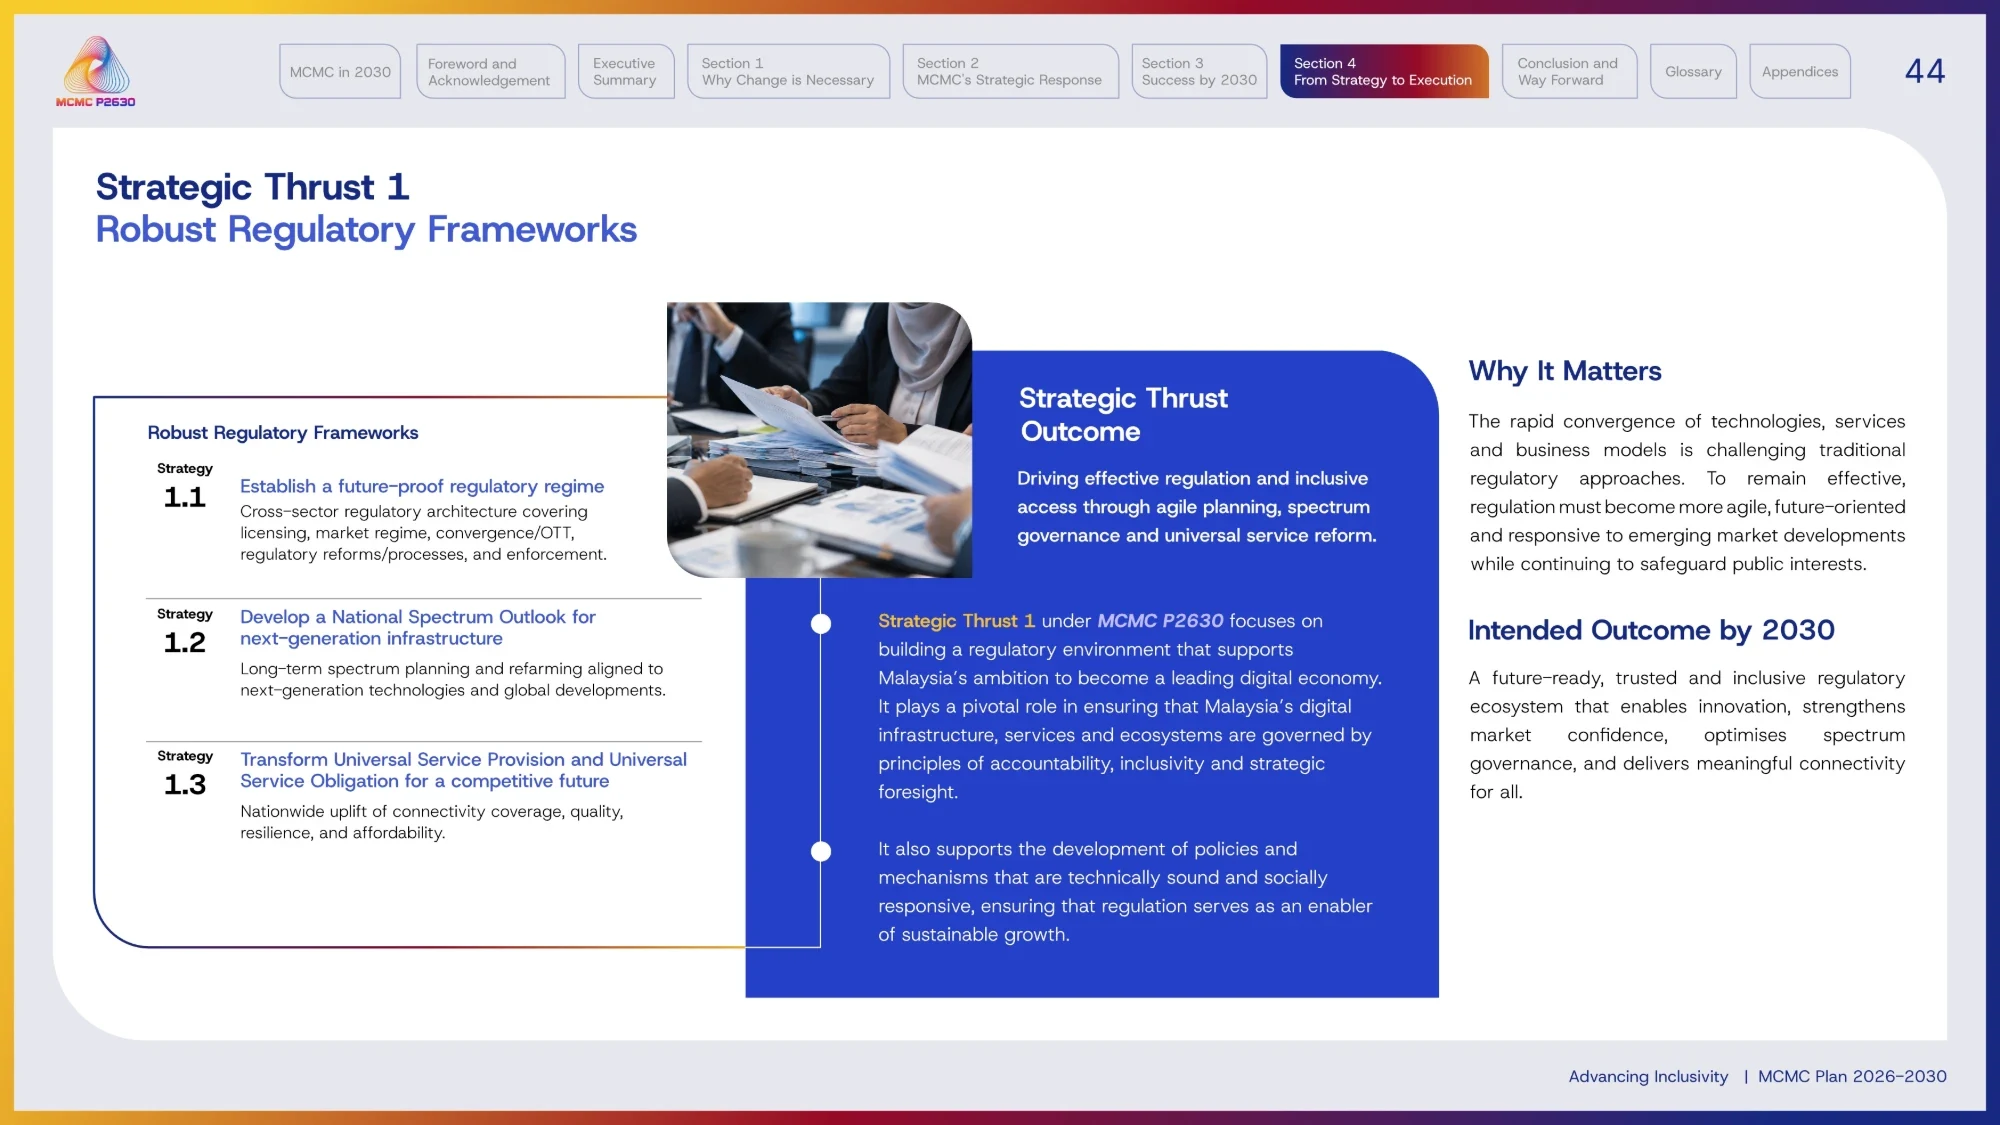 MCMC P2630
MCMC in 2030
Foreword and
Acknowledgement
Executive
Summary
Section 1
Why Change is Necessary
Section 2
MCMC's Strategic Response
Section 3
Success by 2030
Section 4
From Strategy to Execution
Conclusion and
Way Forward
Glossary
Appendices
44
Strategic Thrust 1
Robust Regulatory Frameworks
Robust Regulatory Frameworks
Strategy
1.1
Establish a future-proof regulatory regime
Cross-sector regulatory architecture covering
licensing, market regime, convergence/OTT,
regulatory reforms/processes, and enforcement.
Strategy
1.2
Develop a National Spectrum Outlook for
next-generation infrastructure
Long-term spectrum planning and refarming aligned to
next-generation technologies and global developments.
Strategy
1.3
Transform Universal Service Provision and Universal
Service Obligation for a competitive future
Nationwide uplift of connectivity coverage, quality,
resilience, and affordability.
Strategic Thrust
Outcome
Driving effective regulation and inclusive
access through agile planning, spectrum
governance and universal service reform.
Strategic Thrust 1 under MCMC P2630 focuses on
building a regulatory environment that supports
Malaysia's ambition to become a leading digital economy.
It plays a pivotal role in ensuring that Malaysia's digital
infrastructure, services and ecosystems are governed by
principles of accountability, inclusivity and strategic
foresight.
It also supports the development of policies and
mechanisms that are technically sound and socially
responsive, ensuring that regulation serves as an enabler
of sustainable growth.
Why It Matters
The rapid convergence of technologies, services
and business models is challenging traditional
regulatory approaches. To remain effective,
regulation must become more agile, future-oriented
and responsive to emerging market developments
while continuing to safeguard public interests.
Intended Outcome by 2030
A future-ready, trusted and inclusive regulatory
ecosystem that enables innovation, strengthens
market confidence, optimises spectrum
governance, and delivers meaningful connectivity
for all.
Advancing Inclusivity | MCMC Plan 2026-2030